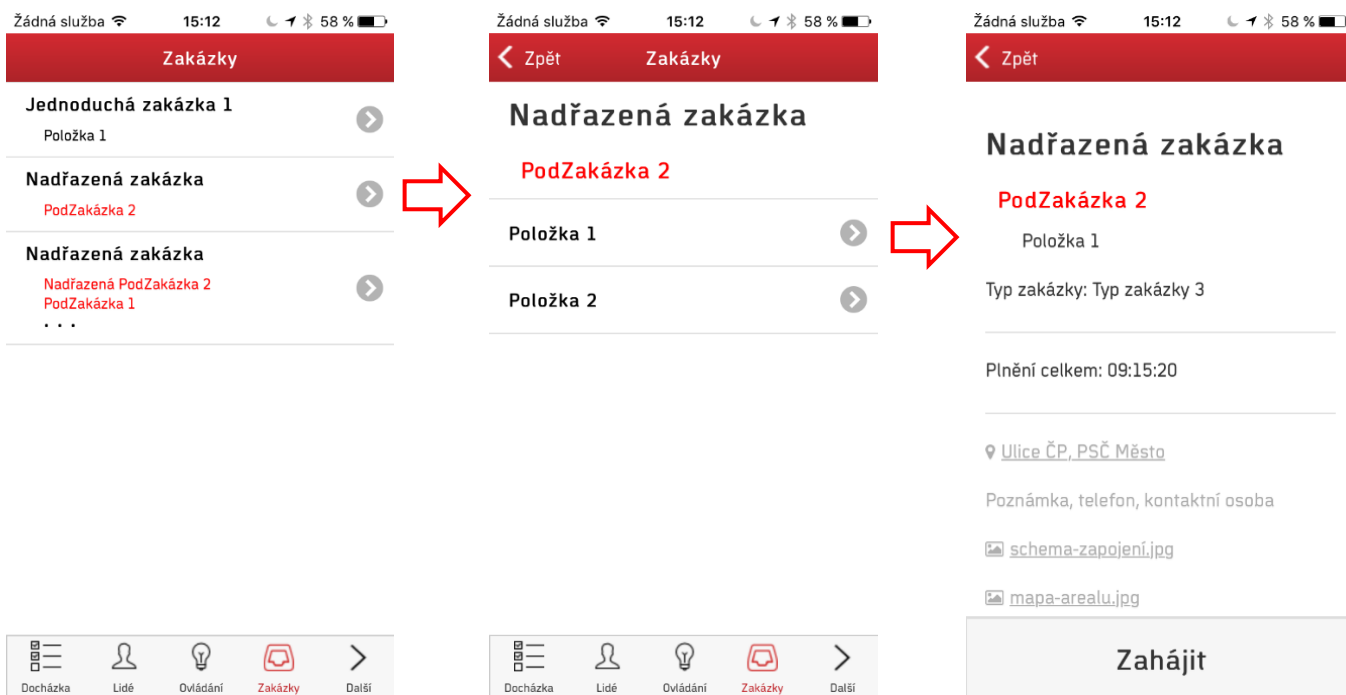 Žádná služba 15:12 58 %
Zakázky
Jednoduchá zakázka 1
Položka 1
Nadřazená zakázka
PodZakázka 2
Nadřazená zakázka
Nadřazená PodZakázka 2
PodZakázka 1
. . .
Docházka Lidé Ovládání Zakázky Další
Žádná služba 15:12 58 %
Zpět Zakázky
Nadřazená zakázka
PodZakázka 2
Položka 1
Položka 2
Docházka Lidé Ovládání Zakázky Další
Žádná služba 15:12 58 %
Zpět
Nadřazená zakázka
PodZakázka 2
Položka 1
Typ zakázky: Typ zakázky 3
Plnění celkem: 09:15:20
Ulice ČP, PSČ Město
Poznámka, telefon, kontaktní osoba
schema-zapojení.jpg
mapa-arealu.jpg
Zahájit